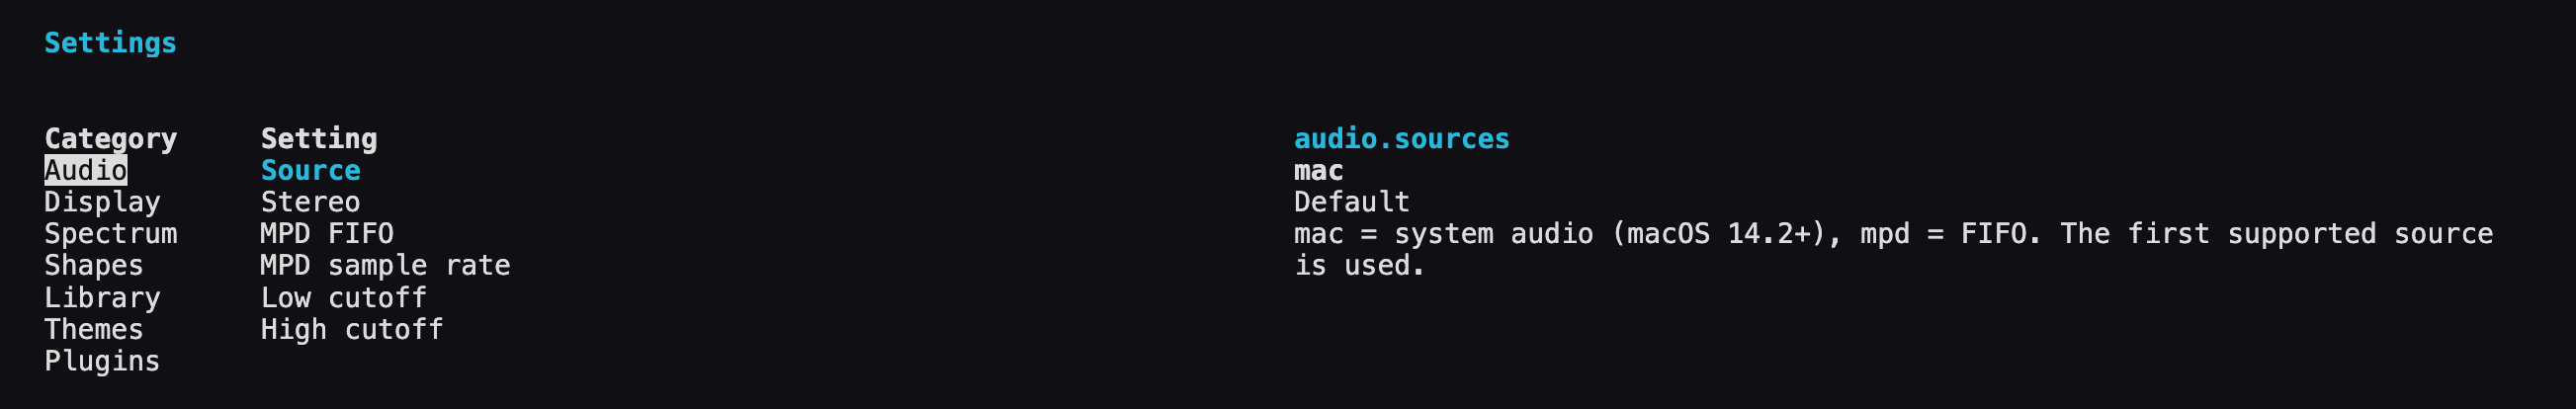 Settings
Category Setting audio.sources
Audio Source mac
Display Stereo Default
Spectrum MPD FIFO mac = system audio (macOS 14.2+), mpd = FIFO. The first supported source
Shapes MPD sample rate is used.
Library Low cutoff
Themes High cutoff
Plugins